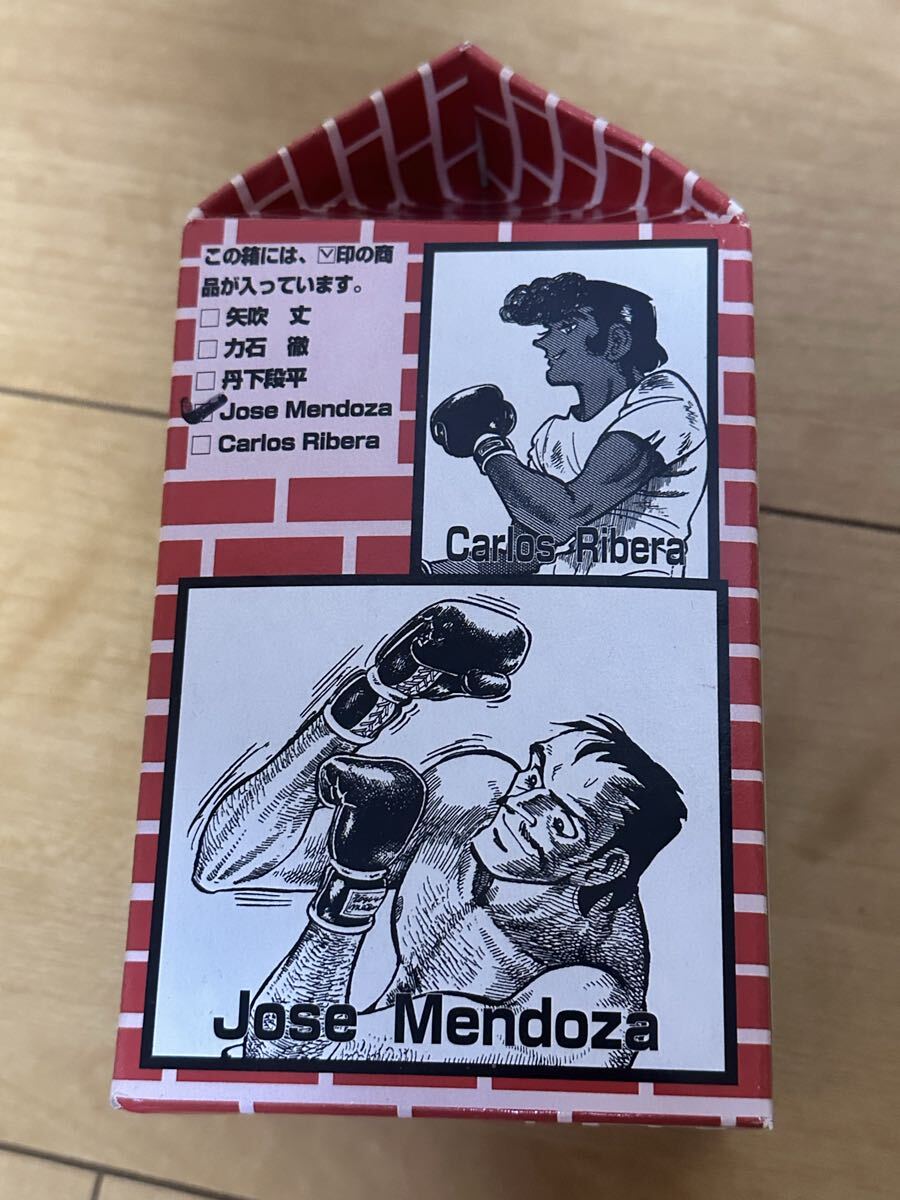 この箱には、☑印の商
品が入っています。
□ 矢吹 丈
□ 力石 徹
□ 丹下段平
☑ Jose Mendoza
□ Carlos Ribera
Carlos Ribera
Jose Mendoza